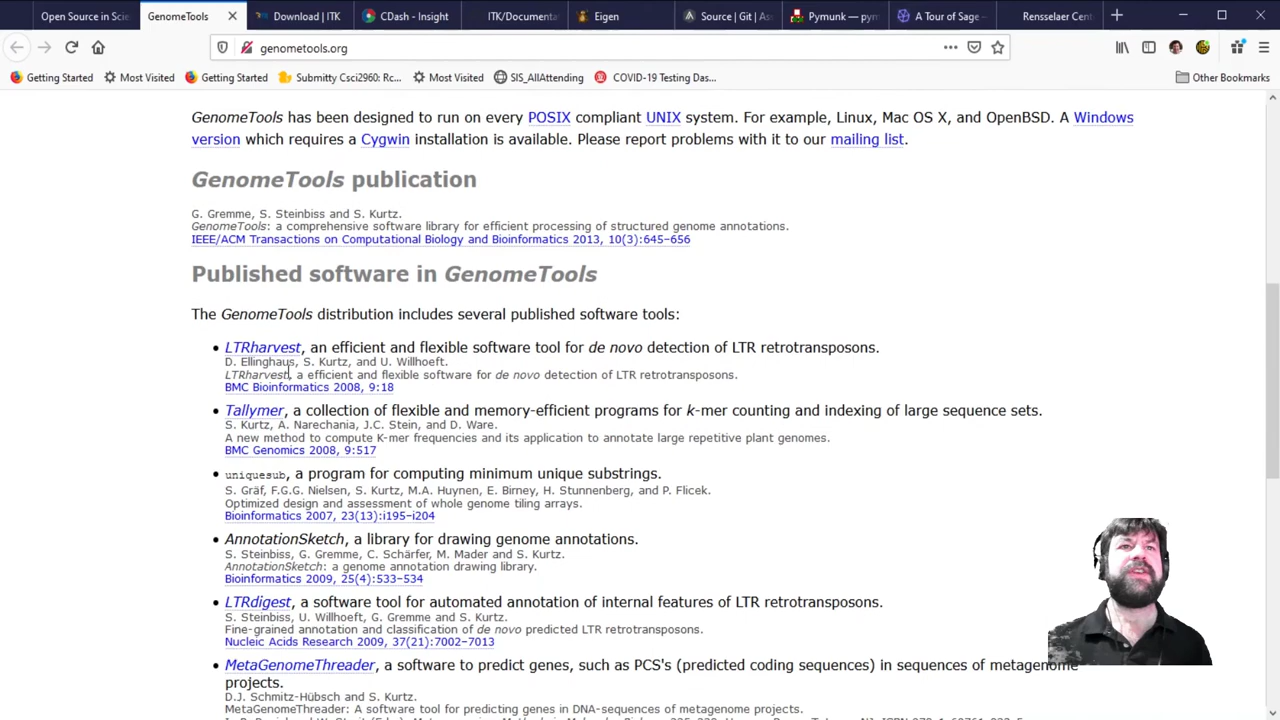 Open Source in Scie
GenomeTools
Download | ITK
CDash - Insight
ITK/Documenta
Eigen
Source | Git | Ass
Pymunk — pym
A Tour of Sage —
Rensselaer Cent
genometools.org
Getting Started
Most Visited
Getting Started
Submitty Csci2960: Rc...
Most Visited
SIS_AllAttending
COVID-19 Testing Das...
Other Bookmarks
GenomeTools has been designed to run on every POSIX compliant UNIX system. For example, Linux, Mac OS X, and OpenBSD. A Windows
version which requires a Cygwin installation is available. Please report problems with it to our mailing list.
GenomeTools publication
G. Gremme, S. Steinbiss and S. Kurtz.
GenomeTools: a comprehensive software library for efficient processing of structured genome annotations.
IEEE/ACM Transactions on Computational Biology and Bioinformatics 2013, 10(3):645–656
Published software in GenomeTools
The GenomeTools distribution includes several published software tools:
• LTRharvest, an efficient and flexible software tool for de novo detection of LTR retrotransposons.
D. Ellinghaus, S. Kurtz, and U. Willhoeft.
LTRharvest, a efficient and flexible software for de novo detection of LTR retrotransposons.
BMC Bioinformatics 2008, 9:18
• Tallymer, a collection of flexible and memory-efficient programs for k-mer counting and indexing of large sequence sets.
S. Kurtz, A. Narechania, J.C. Stein, and D. Ware.
A new method to compute K-mer frequencies and its application to annotate large repetitive plant genomes.
BMC Genomics 2008, 9:517
• uniquesub, a program for computing minimum unique substrings.
S. Gräf, F.G.G. Nielsen, S. Kurtz, M.A. Huynen, E. Birney, H. Stunnenberg, and P. Flicek.
Optimized design and assessment of whole genome tiling arrays.
Bioinformatics 2007, 23(13):i195–i204
• AnnotationSketch, a library for drawing genome annotations.
S. Steinbiss, G. Gremme, C. Schärfer, M. Mader and S. Kurtz.
AnnotationSketch: a genome annotation drawing library.
Bioinformatics 2009, 25(4):533–534
• LTRdigest, a software tool for automated annotation of internal features of LTR retrotransposons.
S. Steinbiss, U. Willhoeft, G. Gremme and S. Kurtz.
Fine-grained annotation and classification of de novo predicted LTR retrotransposons.
Nucleic Acids Research 2009, 37(21):7002–7013
• MetaGenomeThreader, a software to predict genes, such as PCS's (predicted coding sequences) in sequences of metagenome
projects.
D.J. Schmitz-Hübsch and S. Kurtz.
MetaGenomeThreader: A software tool for predicting genes in DNA-sequences of metagenome projects.